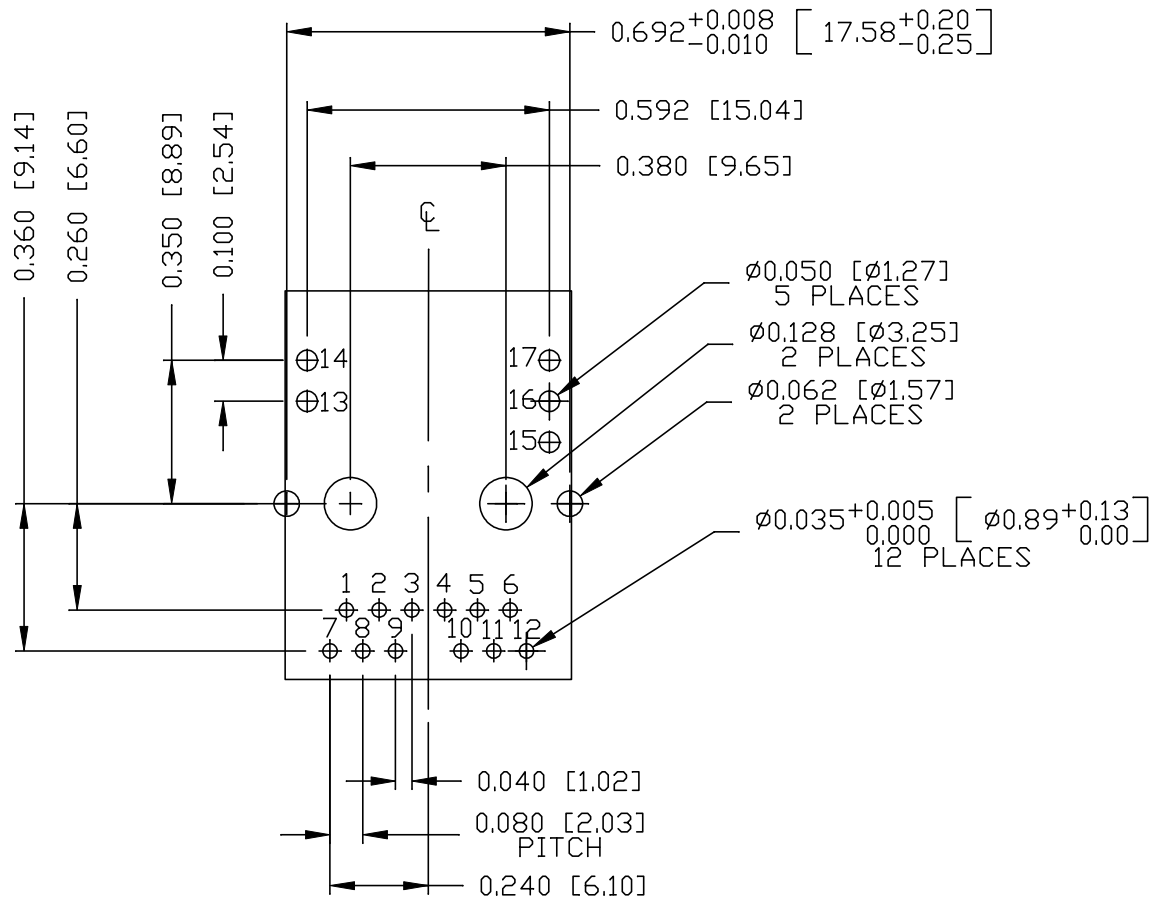 0.692+0.008 -0.010 [ 17.58+0.20 -0.25 ]
0.592 [15.04]
0.380 [9.65]
0.360 [9.14]
0.260 [6.60]
0.350 [8.89]
0.100 [2.54]
℄
ø0.050 [ø1.27]
5 PLACES
ø0.128 [ø3.25]
2 PLACES
ø0.062 [ø1.57]
2 PLACES
14
17
13
16
15
ø0.035+0.005 0.000 [ ø0.89+0.13 0.00 ]
12 PLACES
1 2 3 4 5 6
7 8 9 10 11 12
0.040 [1.02]
0.080 [2.03]
PITCH
0.240 [6.10]